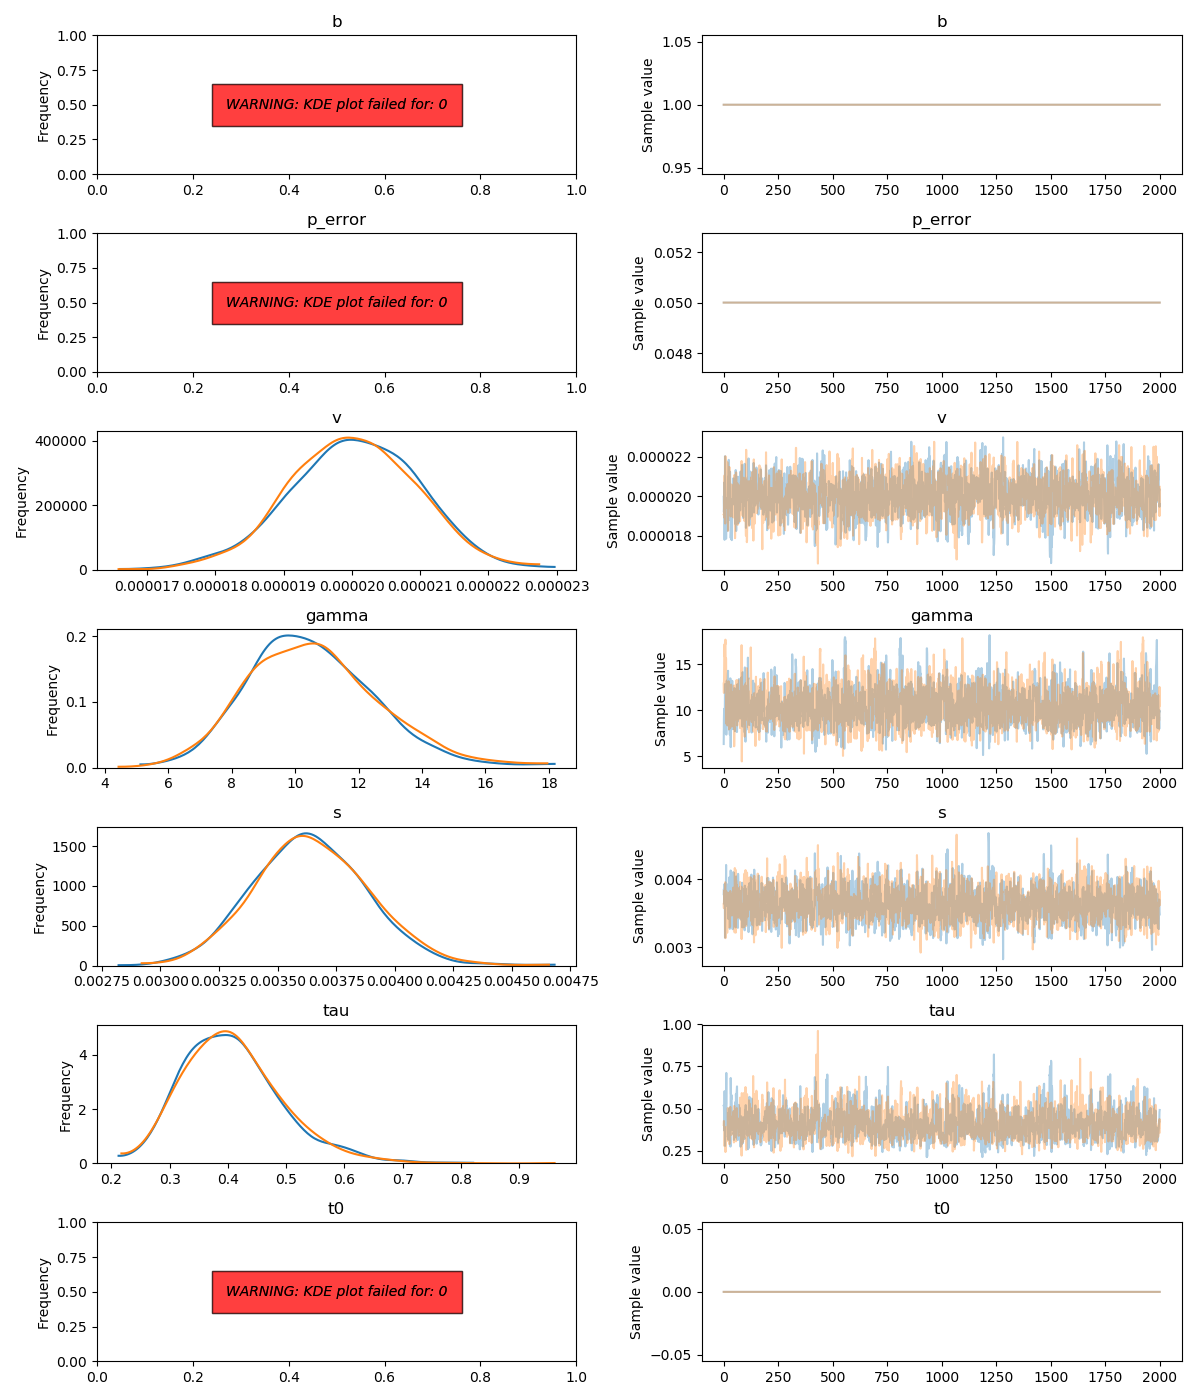 b
Frequency
1.00
0.75
0.50
0.25
0.00
WARNING: KDE plot failed for: 0
0.0 0.2 0.4 0.6 0.8 1.0
b
Sample value
1.05
1.00
0.95
0 250 500 750 1000 1250 1500 1750 2000
p_error
Frequency
1.00
0.75
0.50
0.25
0.00
WARNING: KDE plot failed for: 0
0.0 0.2 0.4 0.6 0.8 1.0
p_error
Sample value
0.052
0.050
0.048
0 250 500 750 1000 1250 1500 1750 2000
v
Frequency
400000
200000
0
0.000017 0.000018 0.000019 0.000020 0.000021 0.000022 0.000023
v
Sample value
0.000022
0.000020
0.000018
0 250 500 750 1000 1250 1500 1750 2000
gamma
Frequency
0.2
0.1
0.0
4 6 8 10 12 14 16 18
gamma
Sample value
15
10
5
0 250 500 750 1000 1250 1500 1750 2000
s
Frequency
1500
1000
500
0
0.00275 0.00300 0.00325 0.00350 0.00375 0.00400 0.00425 0.00450 0.00475
s
Sample value
0.004
0.003
0 250 500 750 1000 1250 1500 1750 2000
tau
Frequency
4
2
0
0.2 0.3 0.4 0.5 0.6 0.7 0.8 0.9
tau
Sample value
1.00
0.75
0.50
0.25
0 250 500 750 1000 1250 1500 1750 2000
t0
Frequency
1.00
0.75
0.50
0.25
0.00
WARNING: KDE plot failed for: 0
0.0 0.2 0.4 0.6 0.8 1.0
t0
Sample value
0.05
0.00
−0.05
0 250 500 750 1000 1250 1500 1750 2000